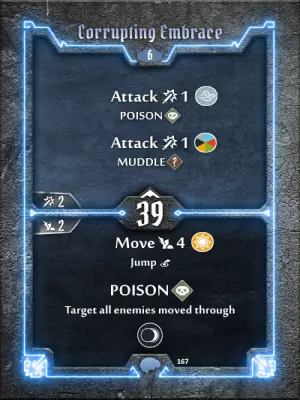 Corrupting Embrace
6
Attack 1
POISON
Attack 1
MUDDLE ?
2
39
2
Move 4
Jump
POISON
Target all enemies moved through
167